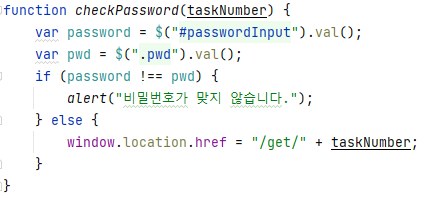 function checkPassword(taskNumber) {
    var password = $("#passwordInput").val();
    var pwd = $(".pwd").val();
    if (password !== pwd) {
        alert("비밀번호가 맞지 않습니다.");
    } else {
        window.location.href = "/get/" + taskNumber;
    }
}